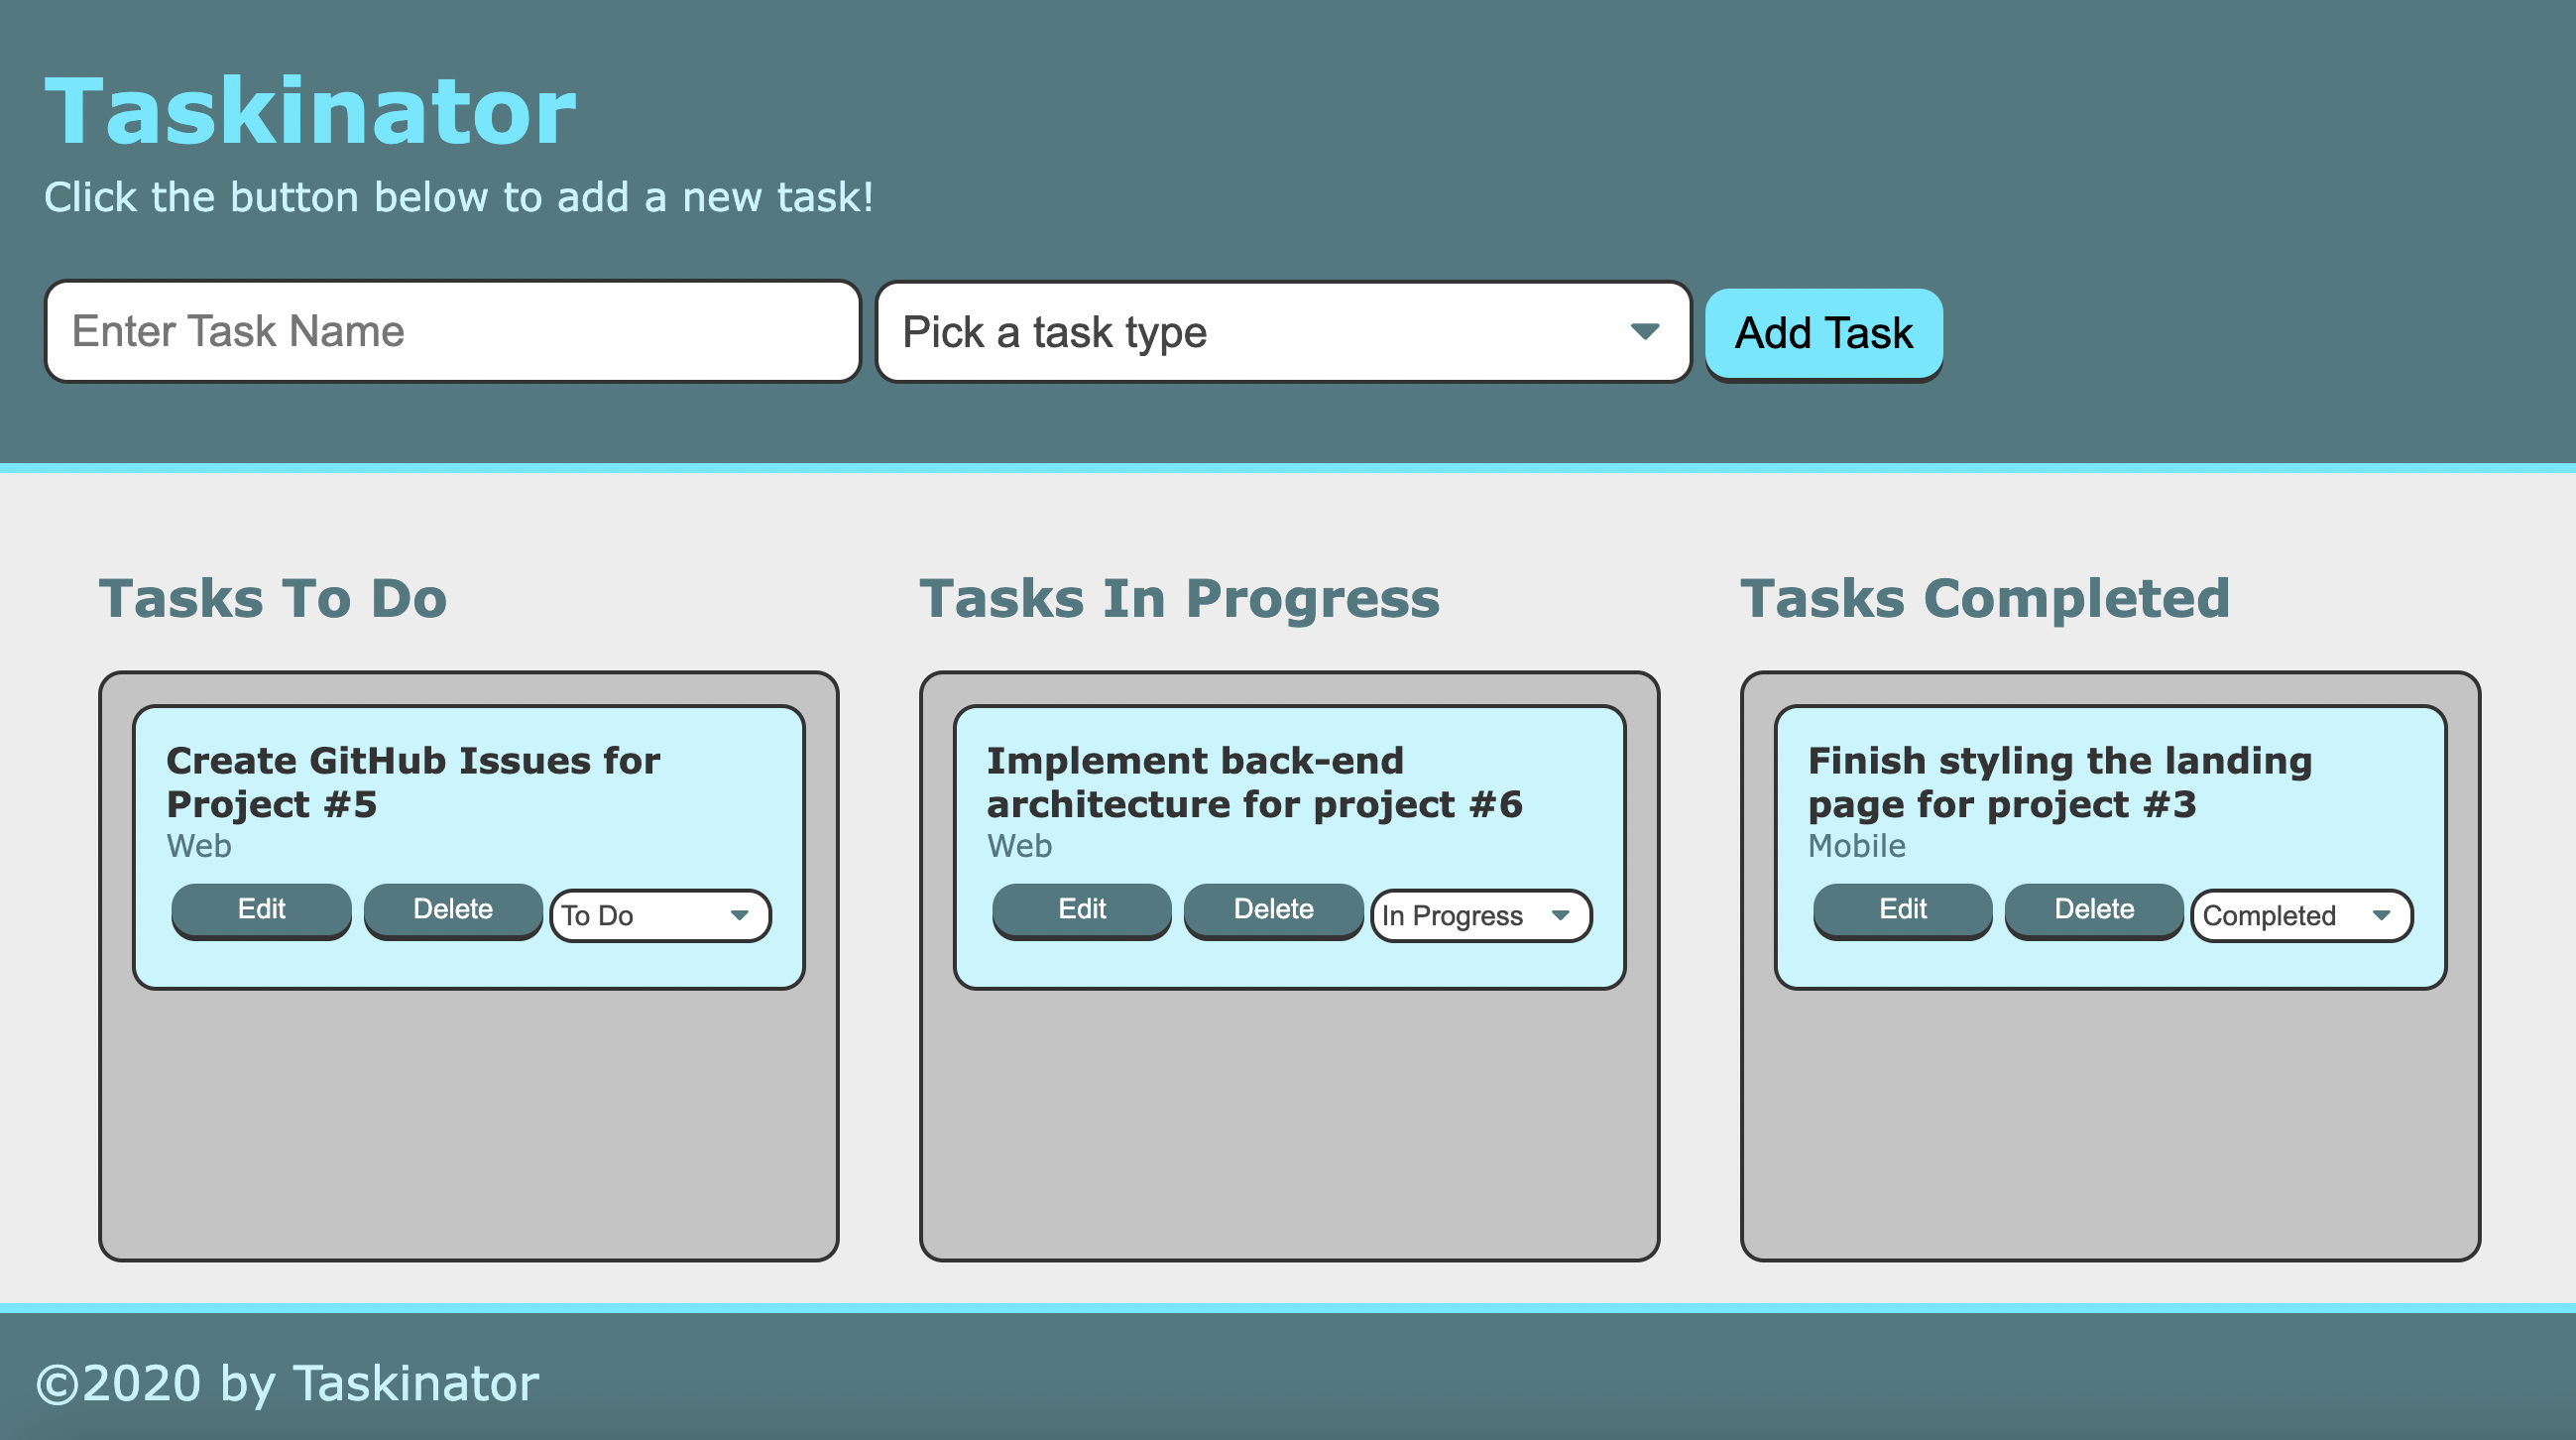 Taskinator
Click the button below to add a new task!
Enter Task Name
Pick a task type
Add Task
Tasks To Do
Create GitHub Issues for
Project #5
Web
Edit
Delete
To Do
Tasks In Progress
Implement back-end
architecture for project #6
Web
Edit
Delete
In Progress
Tasks Completed
Finish styling the landing
page for project #3
Mobile
Edit
Delete
Completed
©2020 by Taskinator